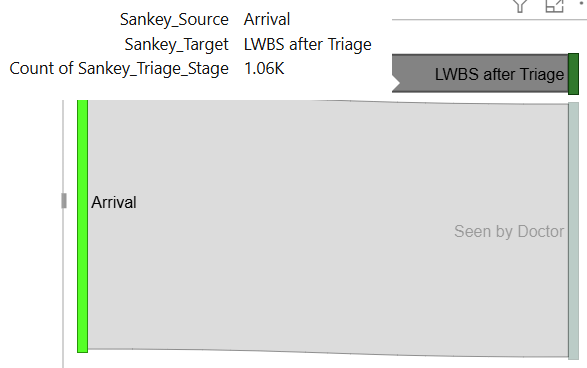 Sankey_Source Arrival
Sankey_Target LWBS after Triage
Count of Sankey_Triage_Stage 1.06K
LWBS after Triage
Arrival
Seen by Doctor